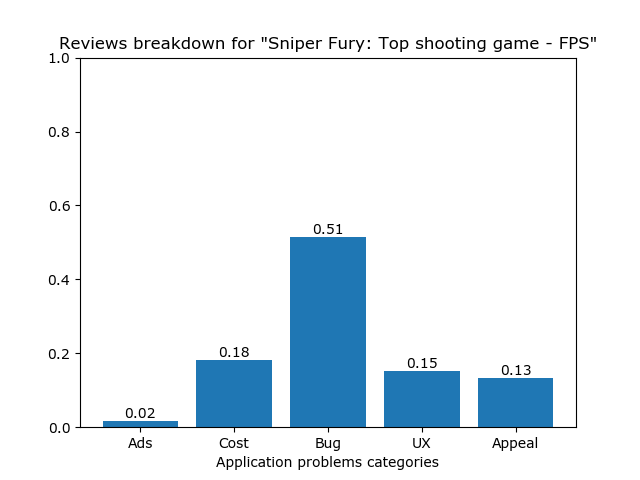 Reviews breakdown for "Sniper Fury: Top shooting game - FPS"
1.0
0.8
0.6
0.4
0.2
0.0
0.02
0.18
0.51
0.15
0.13
Ads
Cost
Bug
UX
Appeal
Application problems categories